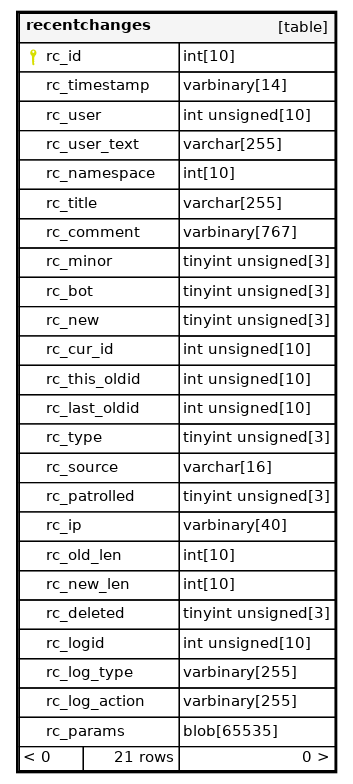 recentchanges [table]
rc_id int[10]
rc_timestamp varbinary[14]
rc_user int unsigned[10]
rc_user_text varchar[255]
rc_namespace int[10]
rc_title varchar[255]
rc_comment varbinary[767]
rc_minor tinyint unsigned[3]
rc_bot tinyint unsigned[3]
rc_new tinyint unsigned[3]
rc_cur_id int unsigned[10]
rc_this_oldid int unsigned[10]
rc_last_oldid int unsigned[10]
rc_type tinyint unsigned[3]
rc_source varchar[16]
rc_patrolled tinyint unsigned[3]
rc_ip varbinary[40]
rc_old_len int[10]
rc_new_len int[10]
rc_deleted tinyint unsigned[3]
rc_logid int unsigned[10]
rc_log_type varbinary[255]
rc_log_action varbinary[255]
rc_params blob[65535]
< 0 21 rows 0 >